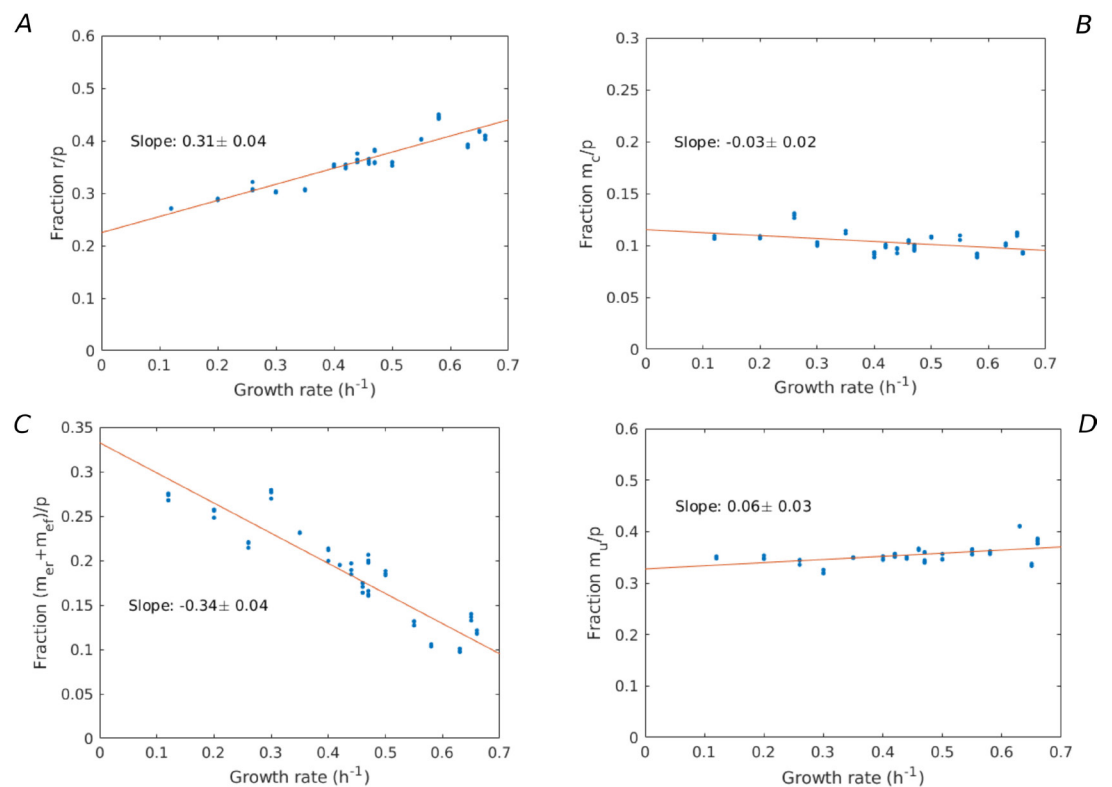 A
0.6
0.5
0.4
0.3
0.2
0.1
0
Fraction r/p
Slope: 0.31± 0.04
0 0.1 0.2 0.3 0.4 0.5 0.6 0.7
Growth rate (h⁻¹)
B
0.3
0.25
0.2
0.15
0.1
0.05
0
Fraction m_c/p
Slope: -0.03± 0.02
0 0.1 0.2 0.3 0.4 0.5 0.6 0.7
Growth rate (h⁻¹)
C
0.35
0.3
0.25
0.2
0.15
0.1
0.05
0
Fraction (m_er+m_ef)/p
Slope: -0.34± 0.04
0 0.1 0.2 0.3 0.4 0.5 0.6 0.7
Growth rate (h⁻¹)
D
0.6
0.5
0.4
0.3
0.2
0.1
0
Fraction m_u/p
Slope: 0.06± 0.03
0 0.1 0.2 0.3 0.4 0.5 0.6 0.7
Growth rate (h⁻¹)